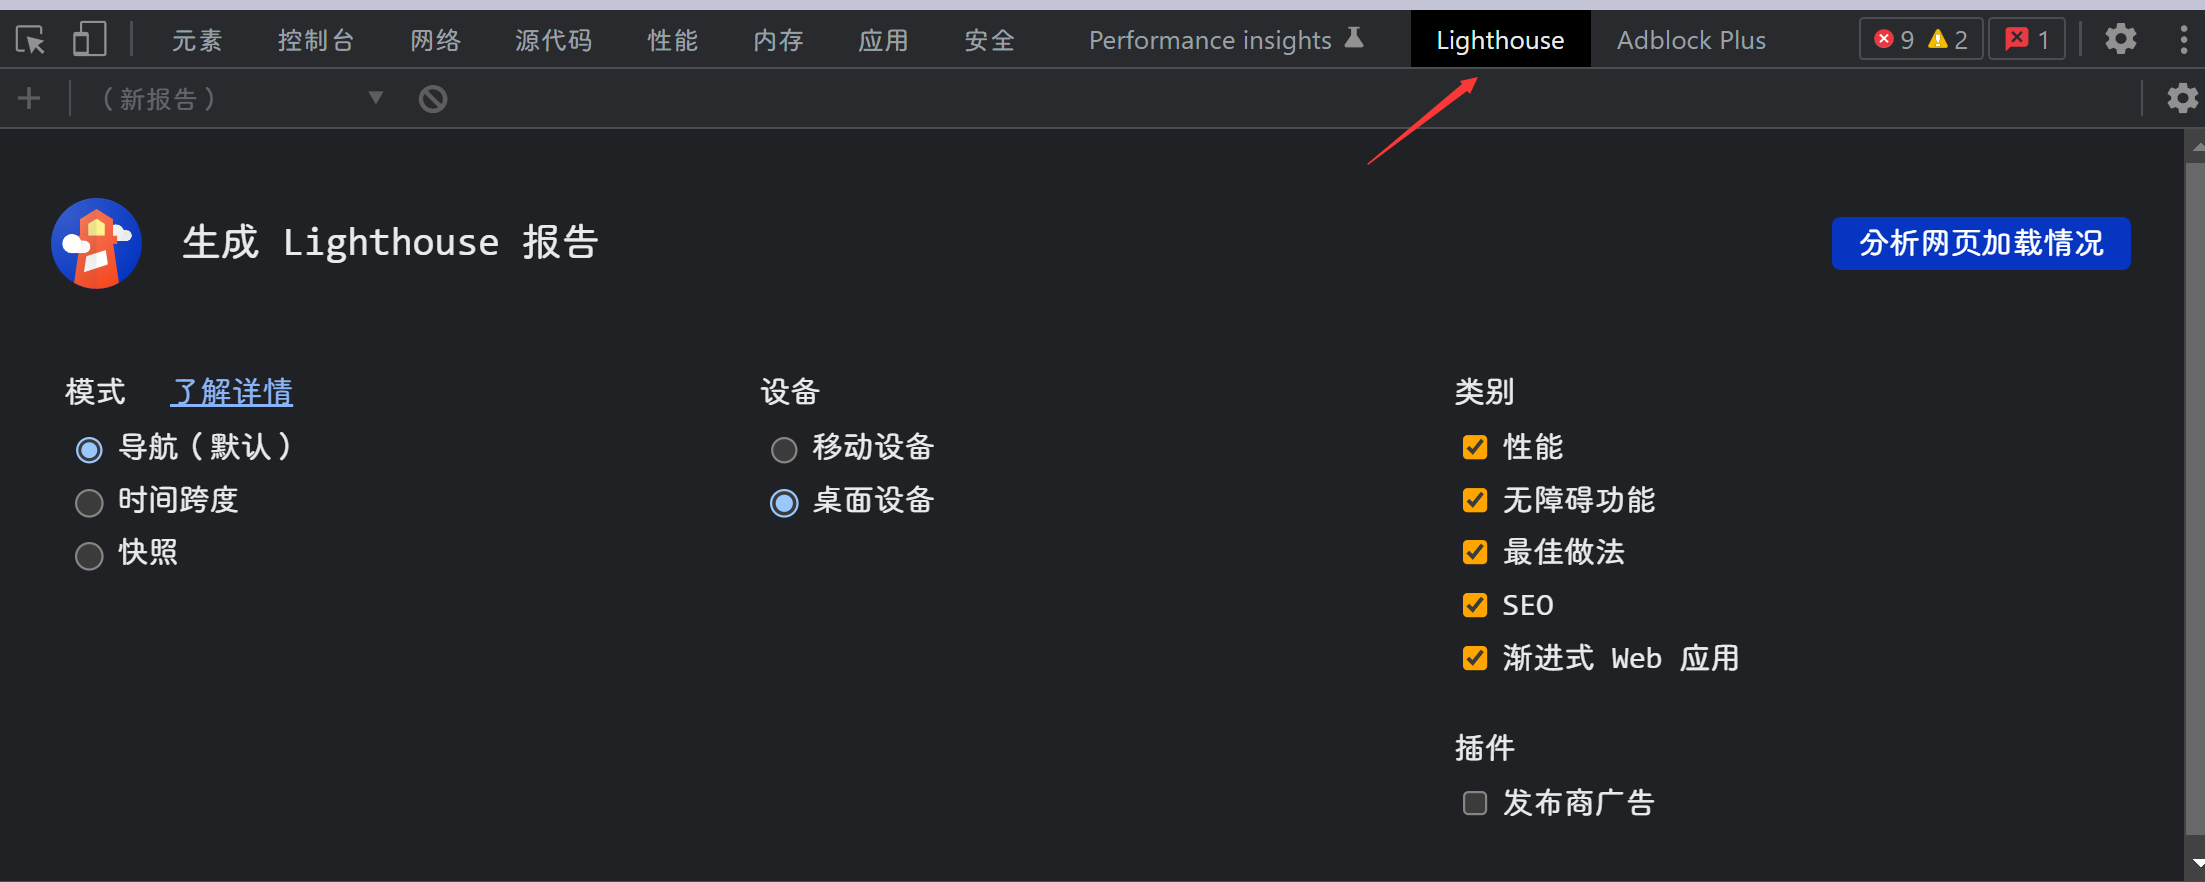 元素 控制台 网络 源代码 性能 内存 应用 安全 Performance insights Lighthouse Adblock Plus 9 2 1
（新报告）
生成 Lighthouse 报告
分析网页加载情况
模式 了解详情
导航（默认）
时间跨度
快照
设备
移动设备
桌面设备
类别
性能
无障碍功能
最佳做法
SEO
渐进式 Web 应用
插件
发布商广告